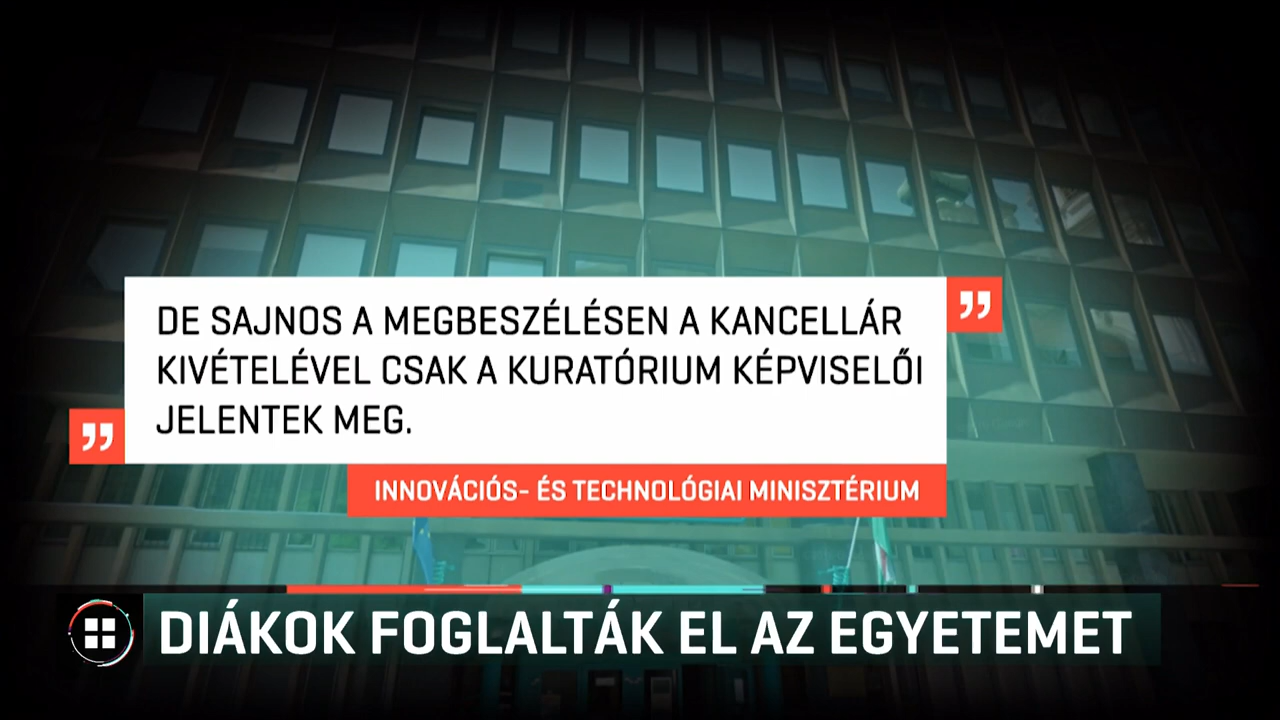 DE SAJNOS A MEGBESZÉLÉSEN A KANCELLÁR
KIVÉTELÉVEL CSAK A KURATÓRIUM KÉPVISELŐI
JELENTEK MEG.
INNOVÁCIÓS- ÉS TECHNOLÓGIAI MINISZTÉRIUM
DIÁKOK FOGLALTÁK EL AZ EGYETEMET